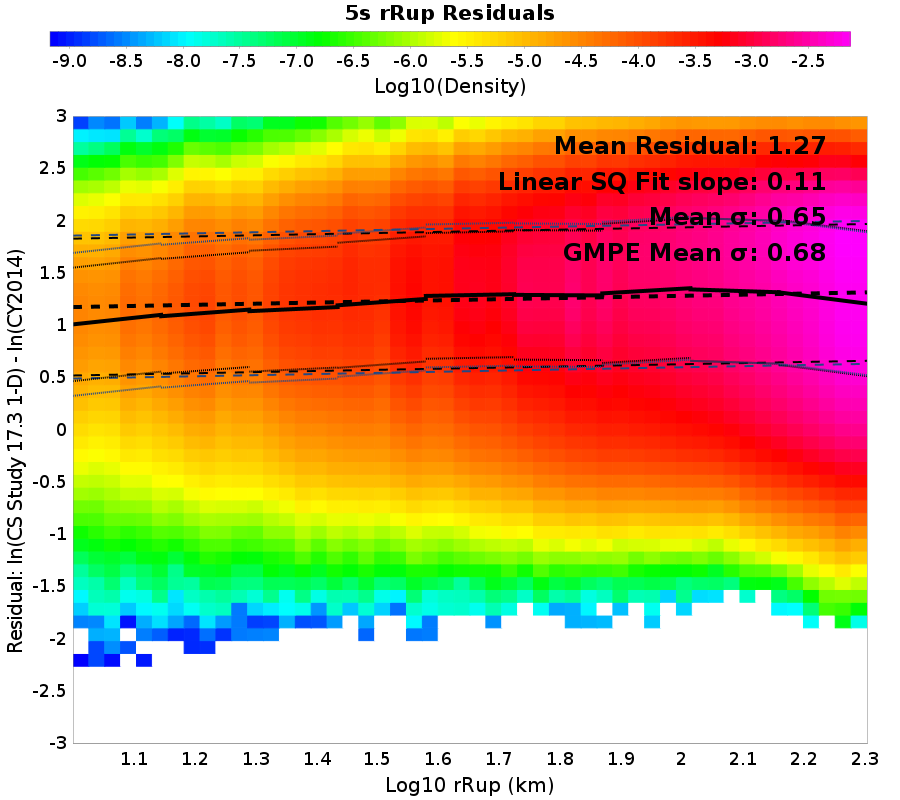 5s rRup Residuals
-9.0 -8.5 -8.0 -7.5 -7.0 -6.5 -6.0 -5.5 -5.0 -4.5 -4.0 -3.5 -3.0 -2.5
Log10(Density)
Mean Residual: 1.27
Linear SQ Fit slope: 0.11
Mean σ: 0.65
GMPE Mean σ: 0.68
Residual: ln(CS Study 17.3 1-D) - ln(CY2014)
3
2.5
2
1.5
1
0.5
0
-0.5
-1
-1.5
-2
-2.5
-3
1.1 1.2 1.3 1.4 1.5 1.6 1.7 1.8 1.9 2 2.1 2.2 2.3
Log10 rRup (km)